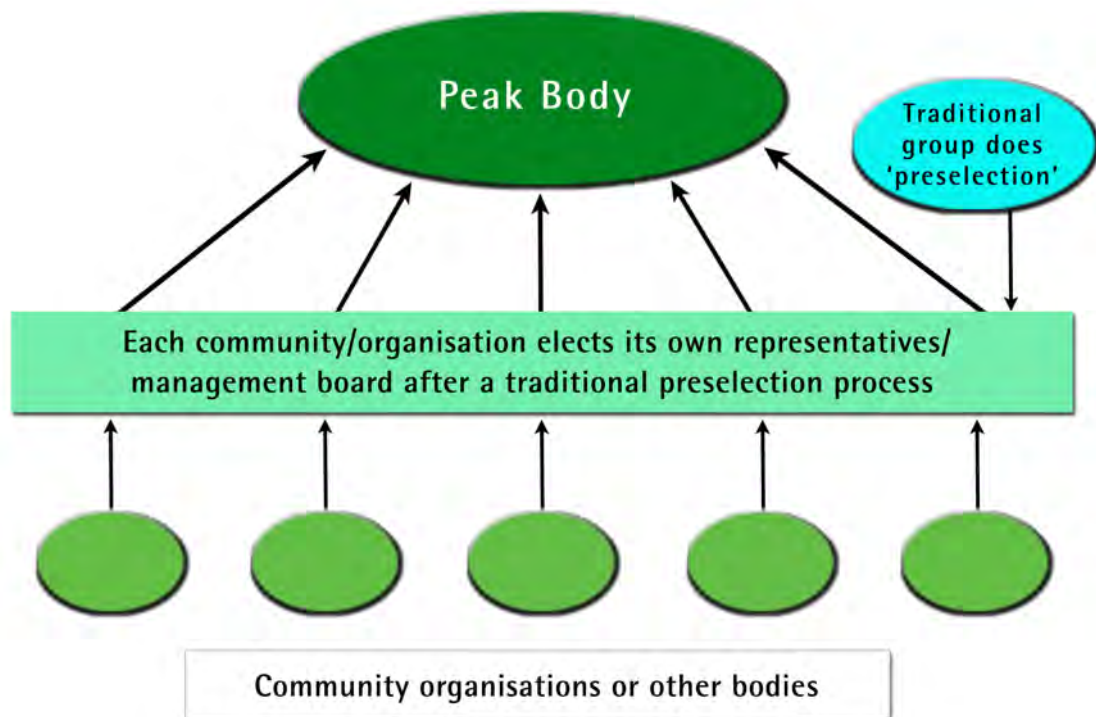 Peak Body
Traditional
group does
'preselection'
Each community/organisation elects its own representatives/
management board after a traditional preselection process
Community organisations or other bodies